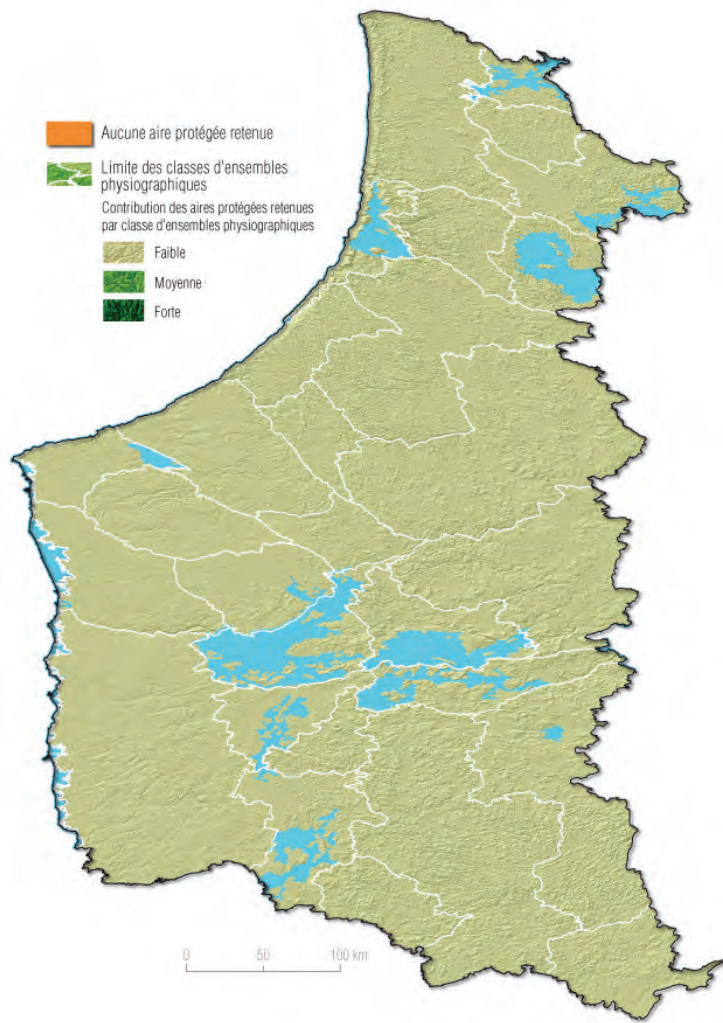 Aucune aire protégée retenue
Limite des classes d'ensembles
physiographiques
Contribution des aires protégées retenues
par classe d'ensembles physiographiques
Faible
Moyenne
Forte
0 50 100 km